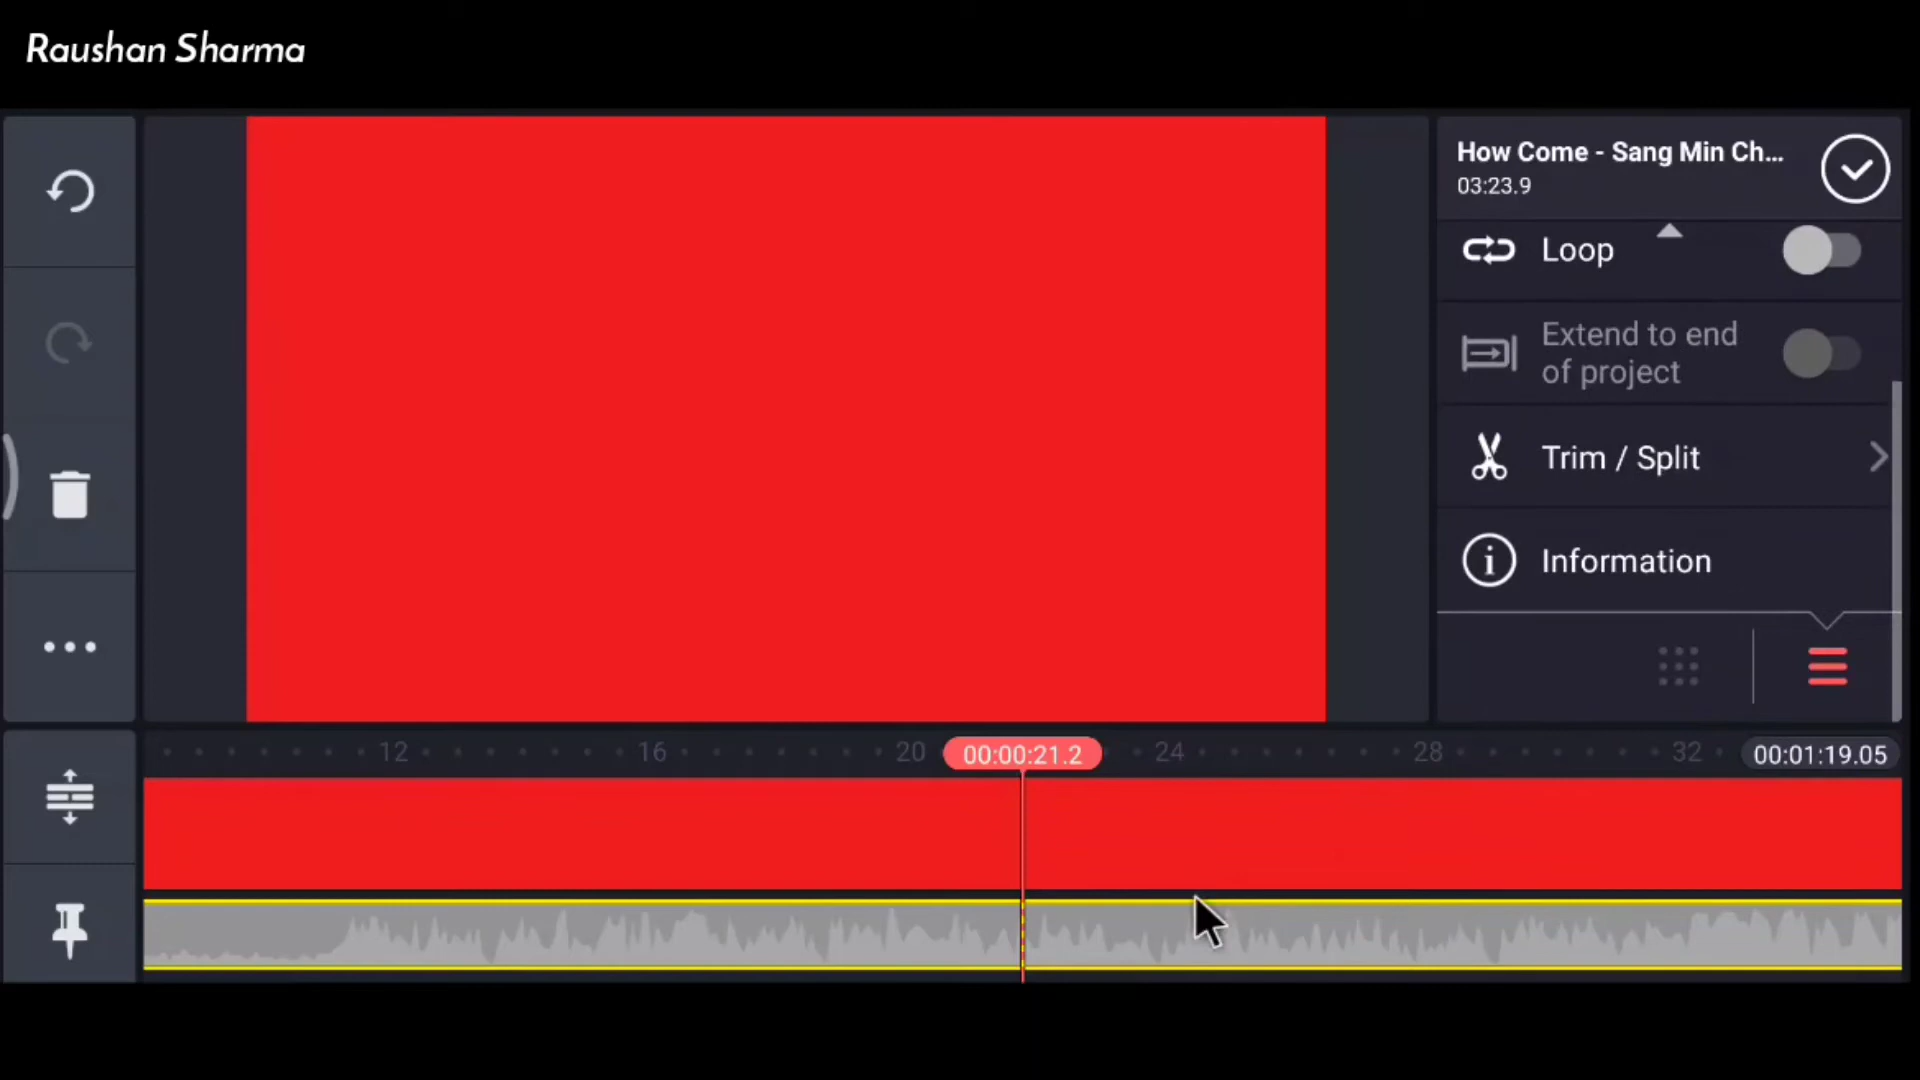 Raushan Sharma
How Come - Sang Min Ch...
03:23.9
Loop
Extend to end
of project
Trim / Split
Information
12 16 20 00:00:21.2 24 28 32 00:01:19.05